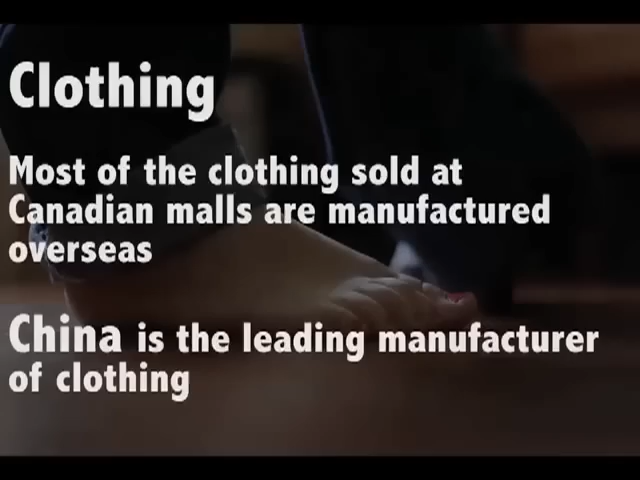 Clothing
Most of the clothing sold at
Canadian malls are manufactured
overseas
China is the leading manufacturer
of clothing